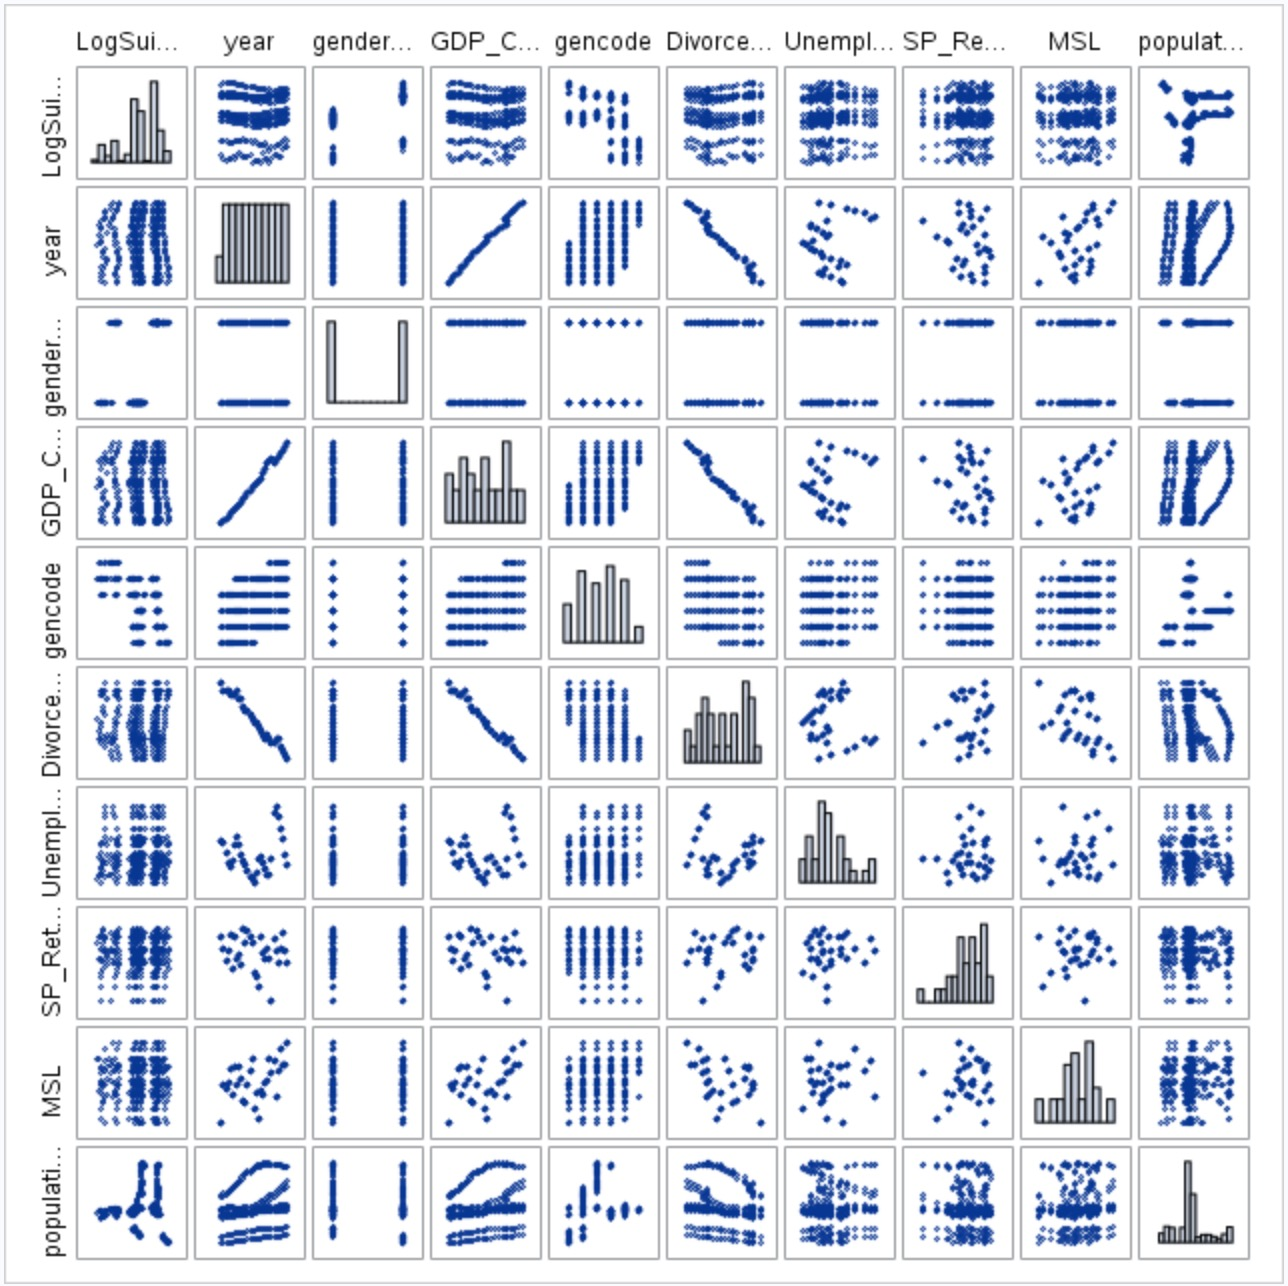 LogSui... year gender... GDP_C... gencode Divorce... Unempl... SP_Re... MSL populat...
LogSui...
year
gender...
GDP_C...
gencode
Divorce...
Unempl...
SP_Ret...
MSL
populati...